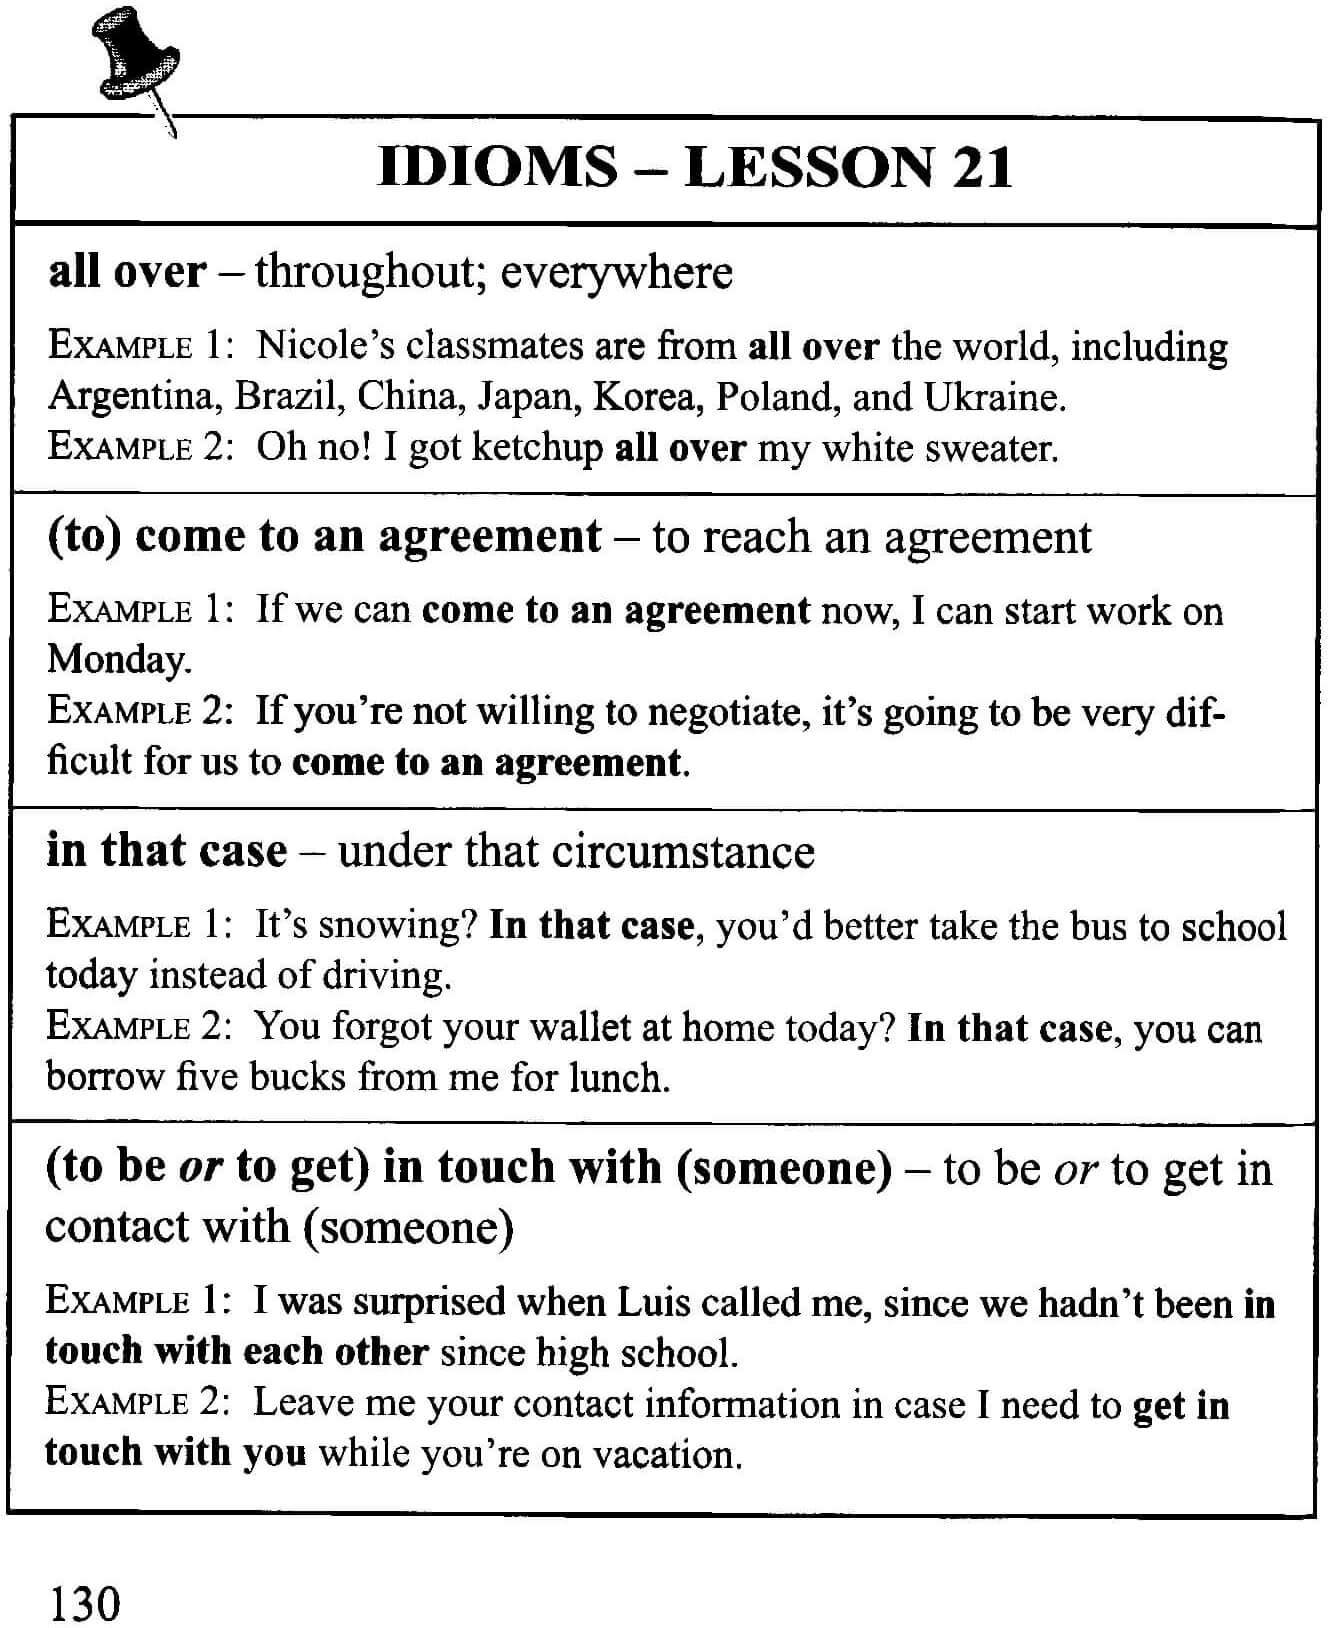 IDIOMS – LESSON 21
all over – throughout; everywhere
EXAMPLE 1: Nicole's classmates are from all over the world, including
Argentina, Brazil, China, Japan, Korea, Poland, and Ukraine.
EXAMPLE 2: Oh no! I got ketchup all over my white sweater.
(to) come to an agreement – to reach an agreement
EXAMPLE 1: If we can come to an agreement now, I can start work on
Monday.
EXAMPLE 2: If you're not willing to negotiate, it's going to be very dif-
ficult for us to come to an agreement.
in that case – under that circumstance
EXAMPLE 1: It's snowing? In that case, you'd better take the bus to school
today instead of driving.
EXAMPLE 2: You forgot your wallet at home today? In that case, you can
borrow five bucks from me for lunch.
(to be or to get) in touch with (someone) – to be or to get in
contact with (someone)
EXAMPLE 1: I was surprised when Luis called me, since we hadn't been in
touch with each other since high school.
EXAMPLE 2: Leave me your contact information in case I need to get in
touch with you while you're on vacation.
130